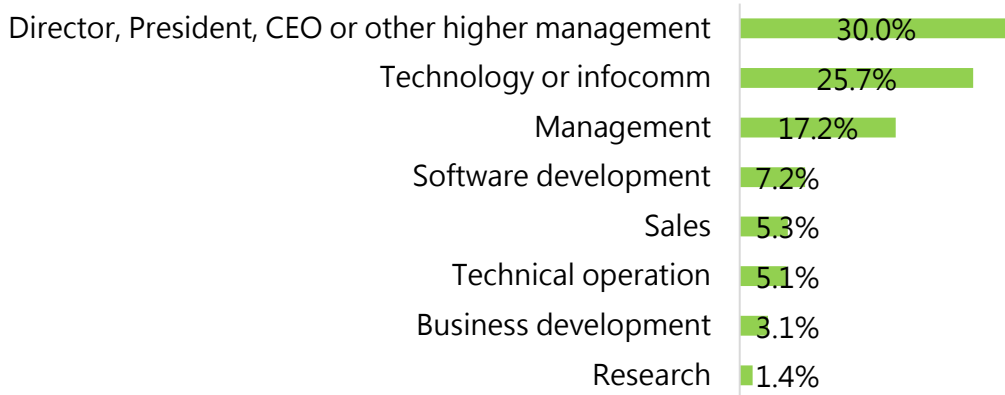 Director, President, CEO or other higher management 30.0%
Technology or infocomm 25.7%
Management 17.2%
Software development 7.2%
Sales 5.3%
Technical operation 5.1%
Business development 3.1%
Research 1.4%